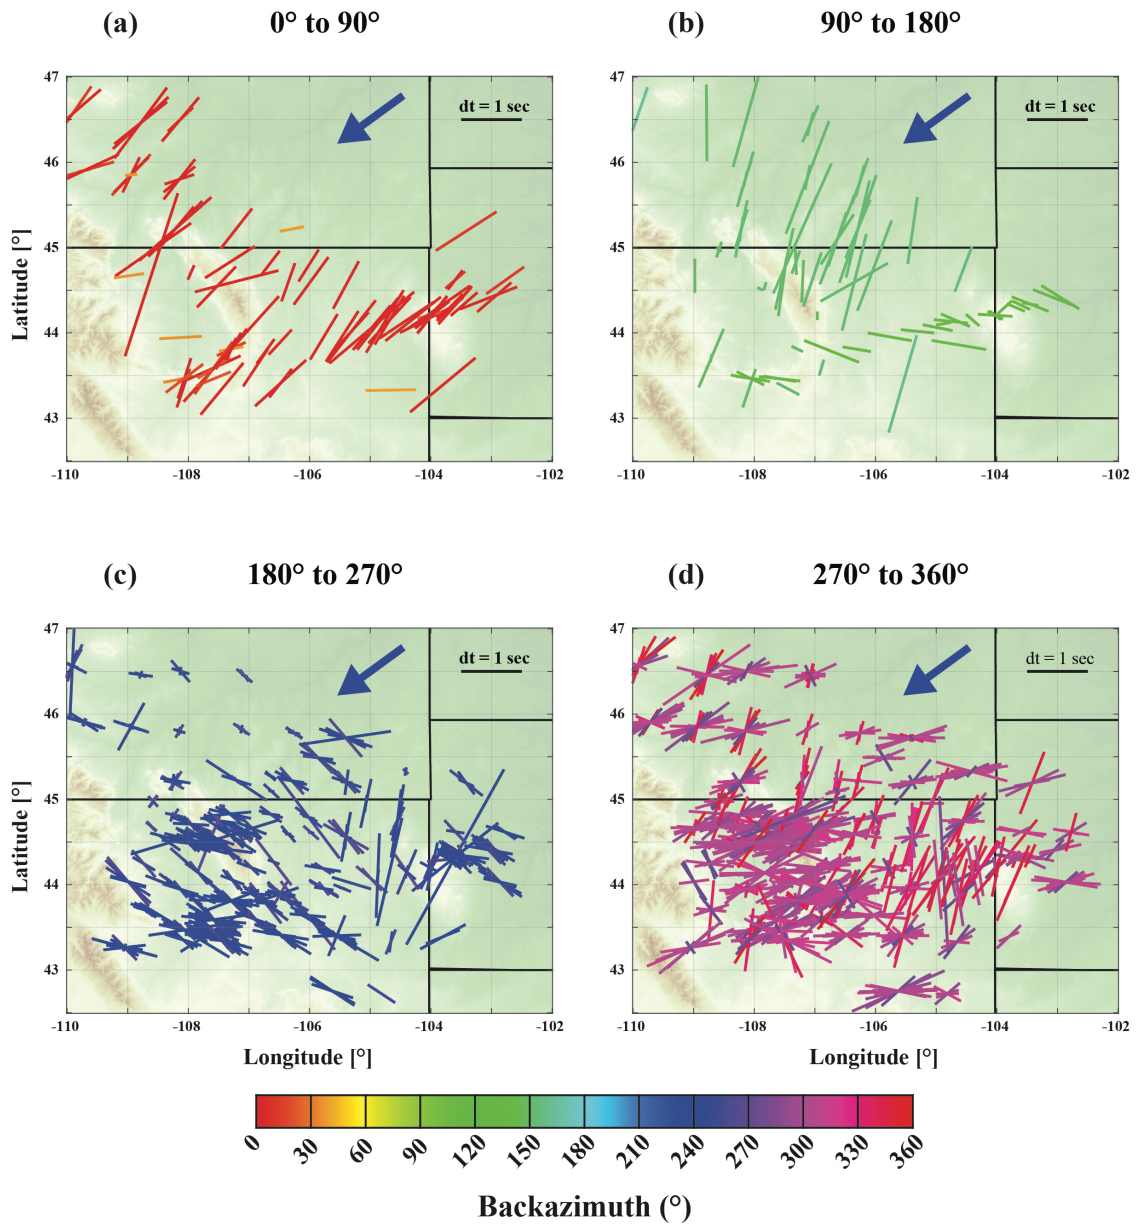 (a) 0° to 90°
(b) 90° to 180°
47
46
45
44
43
Latitude [°]
dt = 1 sec
-110 -108 -106 -104 -102
47
46
45
44
43
dt = 1 sec
-110 -108 -106 -104 -102
(c) 180° to 270°
(d) 270° to 360°
47
46
45
44
43
Latitude [°]
dt = 1 sec
-110 -108 -106 -104 -102
Longitude [°]
47
46
45
44
43
dt = 1 sec
-110 -108 -106 -104 -102
Longitude [°]
0 30 60 90 120 150 180 210 240 270 300 330 360
Backazimuth (°)